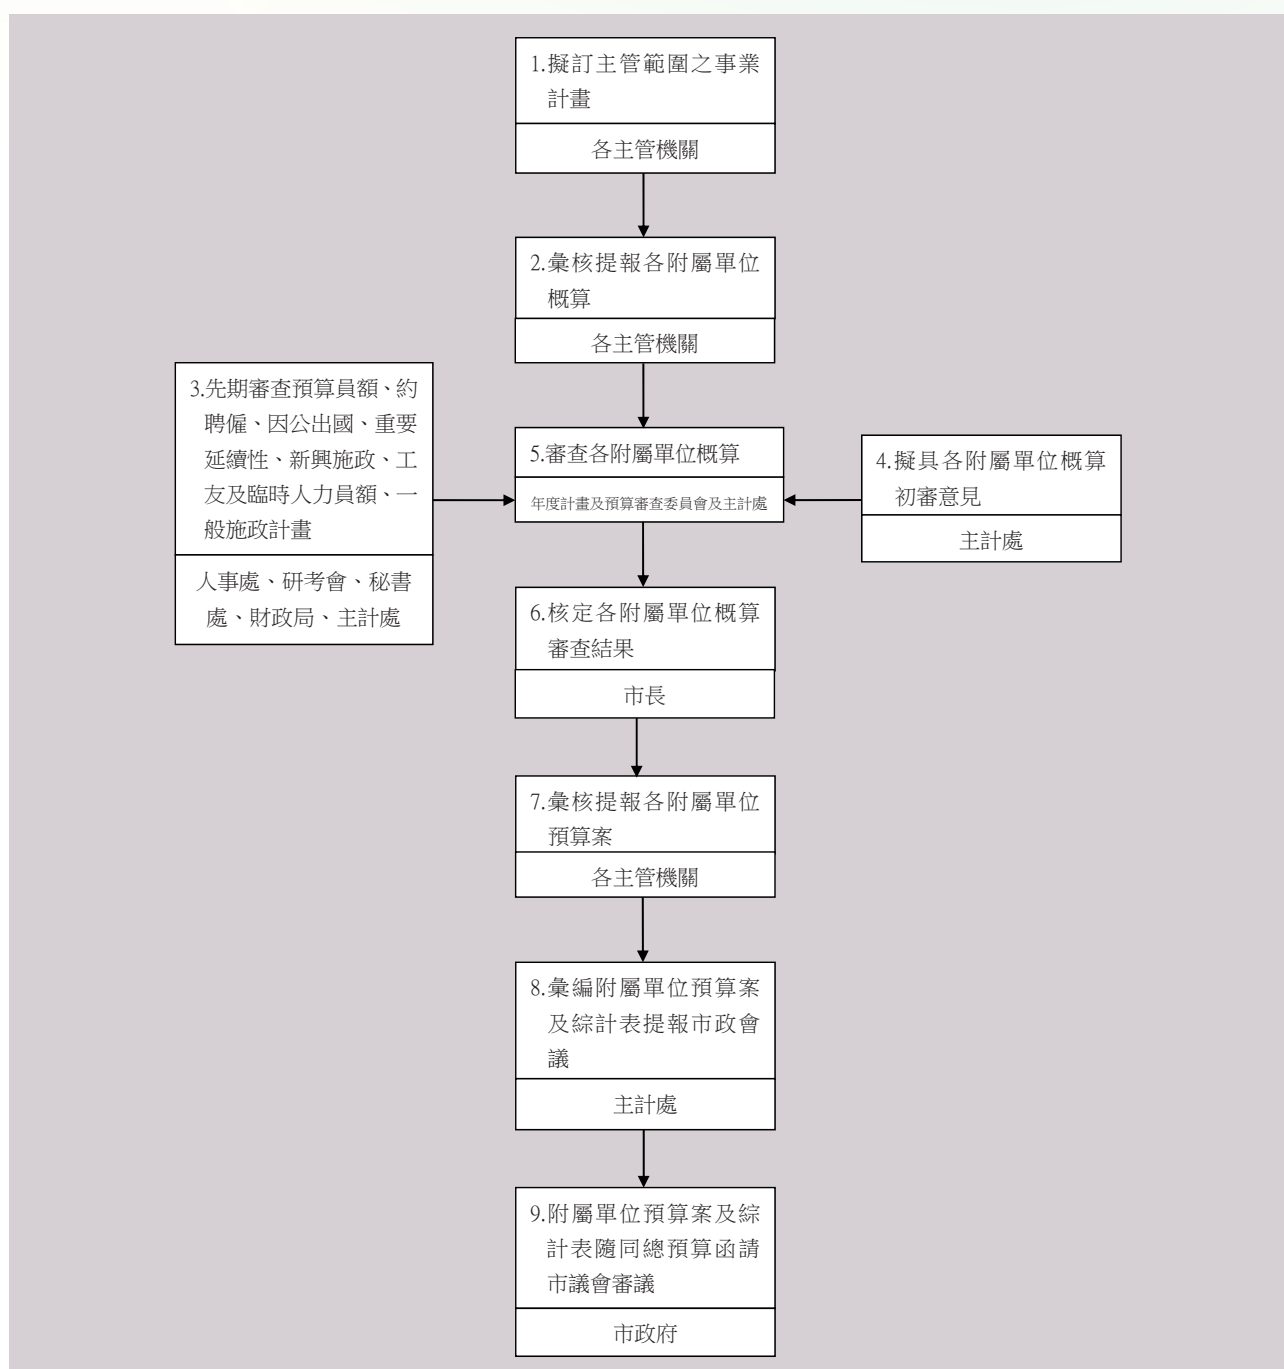 1.擬訂主管範圍之事業
計畫
各主管機關
2.彙核提報各附屬單位
概算
各主管機關
3.先期審查預算員額、約
聘僱、因公出國、重要
延續性、新興施政、工
友及臨時人力員額、一
般施政計畫
人事處、研考會、秘書
處、財政局、主計處
4.擬具各附屬單位概算
初審意見
主計處
5.審查各附屬單位概算
年度計畫及預算審查委員會及主計處
6.核定各附屬單位概算
審查結果
市長
7.彙核提報各附屬單位
預算案
各主管機關
8.彙編附屬單位預算案
及綜計表提報市政會
議
主計處
9.附屬單位預算案及綜
計表隨同總預算函請
市議會審議
市政府